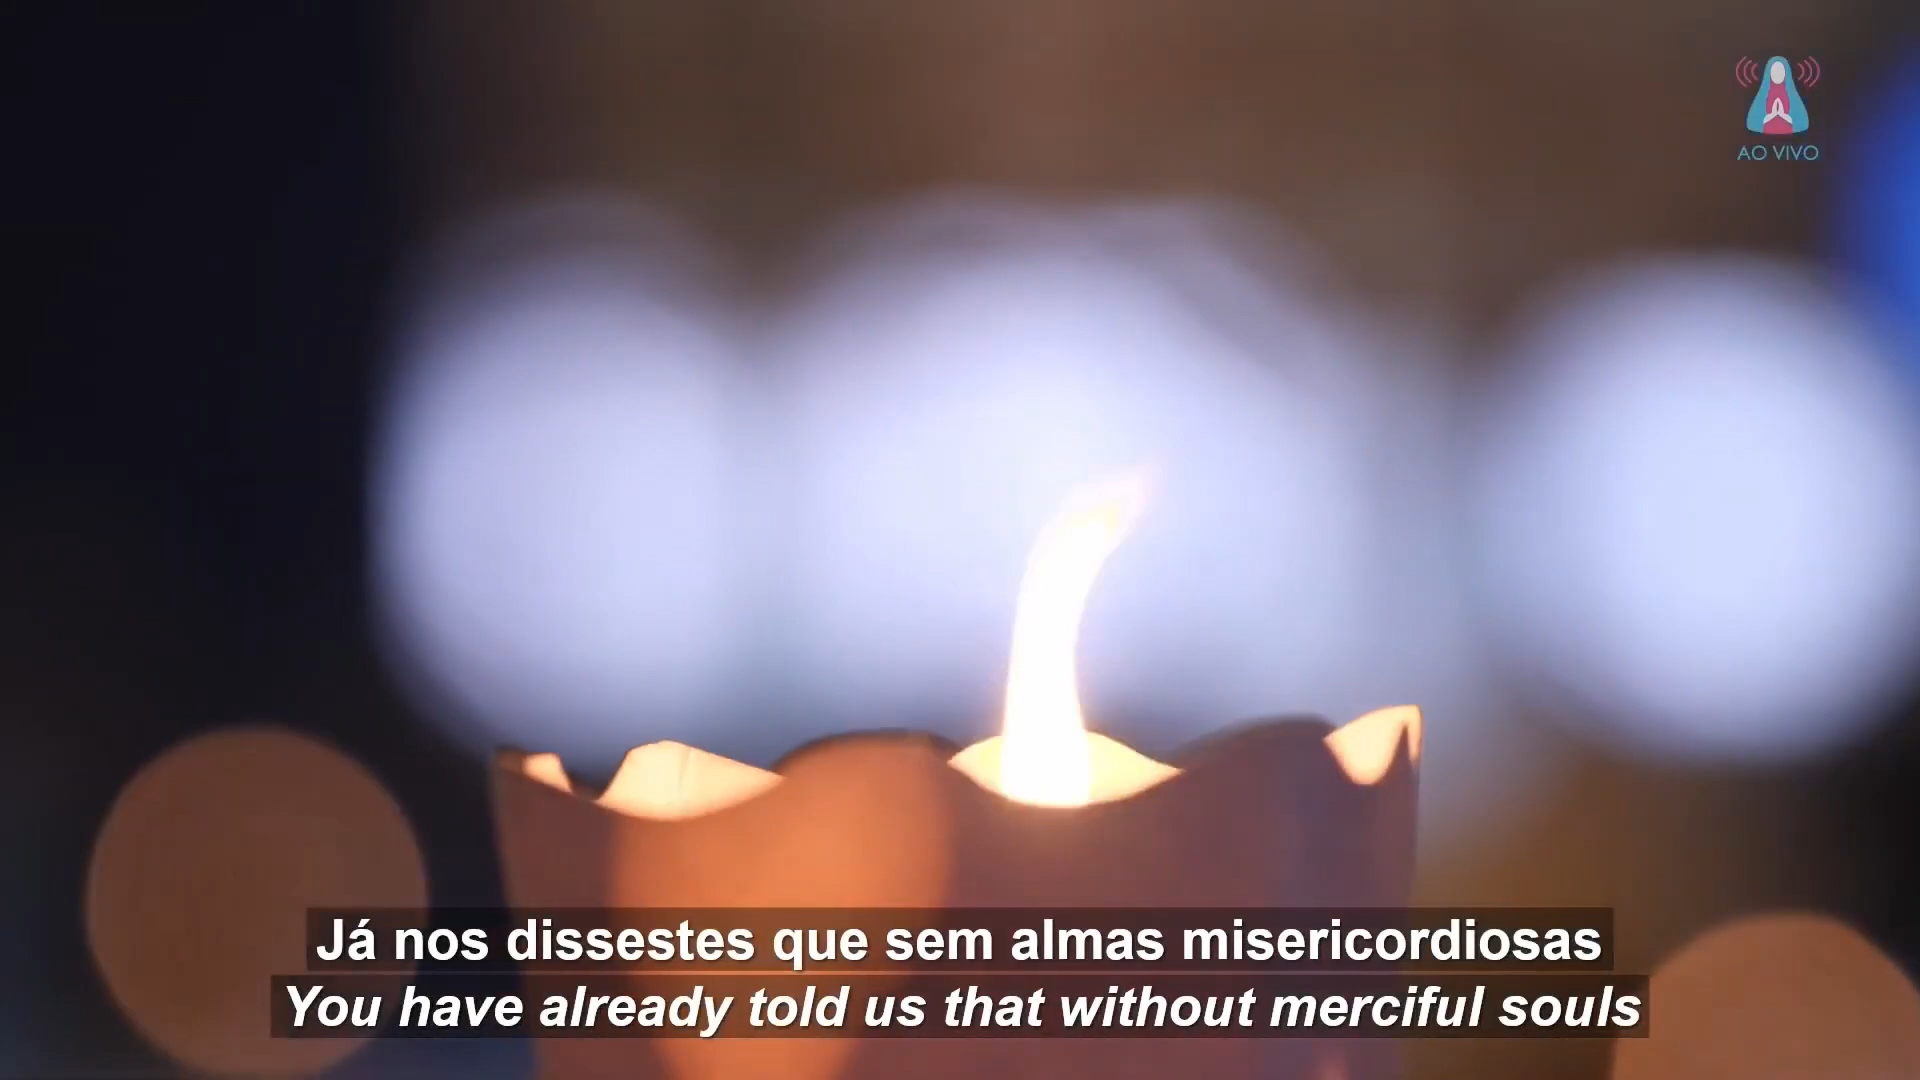 AO VIVO
Já nos dissestes que sem almas misericordiosas
You have already told us that without merciful souls